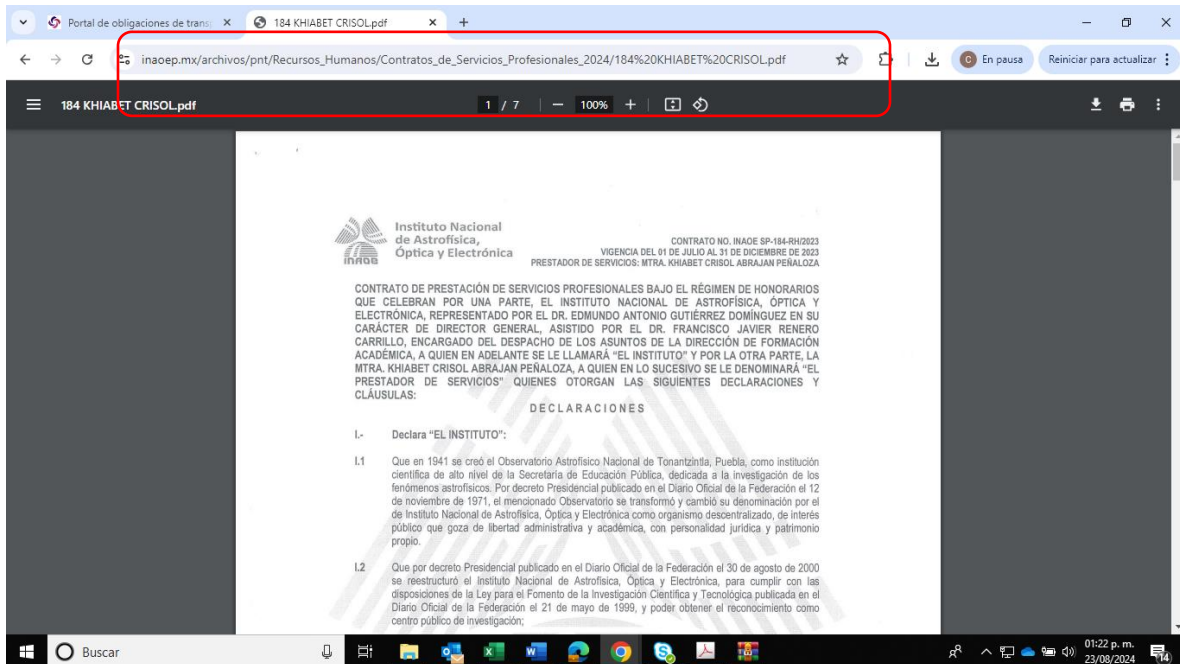 Portal de obligaciones de trans
184 KHIABET CRISOL.pdf
inaoep.mx/archivos/pnt/Recursos_Humanos/Contratos_de_Servicios_Profesionales_2024/184%20KHIABET%20CRISOL.pdf
C
En pausa
Reiniciar para actualizar
184 KHIABET CRISOL.pdf
1 / 7
100%
Instituto Nacional
de Astrofísica,
Óptica y Electrónica
INAOE
CONTRATO NO. INAOE SP-184-RH/2023
VIGENCIA DEL 01 DE JULIO AL 31 DE DICIEMBRE DE 2023
PRESTADOR DE SERVICIOS: MTRA. KHIABET CRISOL ABRAJAN PEÑALOZA
CONTRATO DE PRESTACIÓN DE SERVICIOS PROFESIONALES BAJO EL RÉGIMEN DE HONORARIOS
QUE CELEBRAN POR UNA PARTE, EL INSTITUTO NACIONAL DE ASTROFÍSICA, ÓPTICA Y
ELECTRÓNICA, REPRESENTADO POR EL DR. EDMUNDO ANTONIO GUTIÉRREZ DOMÍNGUEZ EN SU
CARÁCTER DE DIRECTOR GENERAL, ASISTIDO POR EL DR. FRANCISCO JAVIER RENERO
CARRILLO, ENCARGADO DEL DESPACHO DE LOS ASUNTOS DE LA DIRECCIÓN DE FORMACIÓN
ACADÉMICA, A QUIEN EN ADELANTE SE LE LLAMARÁ “EL INSTITUTO” Y POR LA OTRA PARTE, LA
MTRA. KHIABET CRISOL ABRAJAN PEÑALOZA, A QUIEN EN LO SUCESIVO SE LE DENOMINARÁ “EL
PRESTADOR DE SERVICIOS” QUIENES OTORGAN LAS SIGUIENTES DECLARACIONES Y
CLÁUSULAS:
DECLARACIONES
I.- Declara “EL INSTITUTO”:
I.1 Que en 1941 se creó el Observatorio Astrofísico Nacional de Tonantzintla, Puebla, como institución
científica de alto nivel de la Secretaría de Educación Pública, dedicada a la investigación de los
fenómenos astrofísicos. Por decreto Presidencial publicado en el Diario Oficial de la Federación el 12
de noviembre de 1971, el mencionado Observatorio se transformó y cambió su denominación por el
de Instituto Nacional de Astrofísica, Óptica y Electrónica como organismo descentralizado, de interés
público que goza de libertad administrativa y académica, con personalidad jurídica y patrimonio
propio.
I.2 Que por decreto Presidencial publicado en el Diario Oficial de la Federación el 30 de agosto de 2000
se reestructuró el Instituto Nacional de Astrofísica, Óptica y Electrónica, para cumplir con las
disposiciones de la Ley para el Fomento de la Investigación Científica y Tecnológica publicada en el
Diario Oficial de la Federación el 21 de mayo de 1999, y poder obtener el reconocimiento como
centro público de investigación;
Buscar
01:22 p. m.
23/08/2024
14